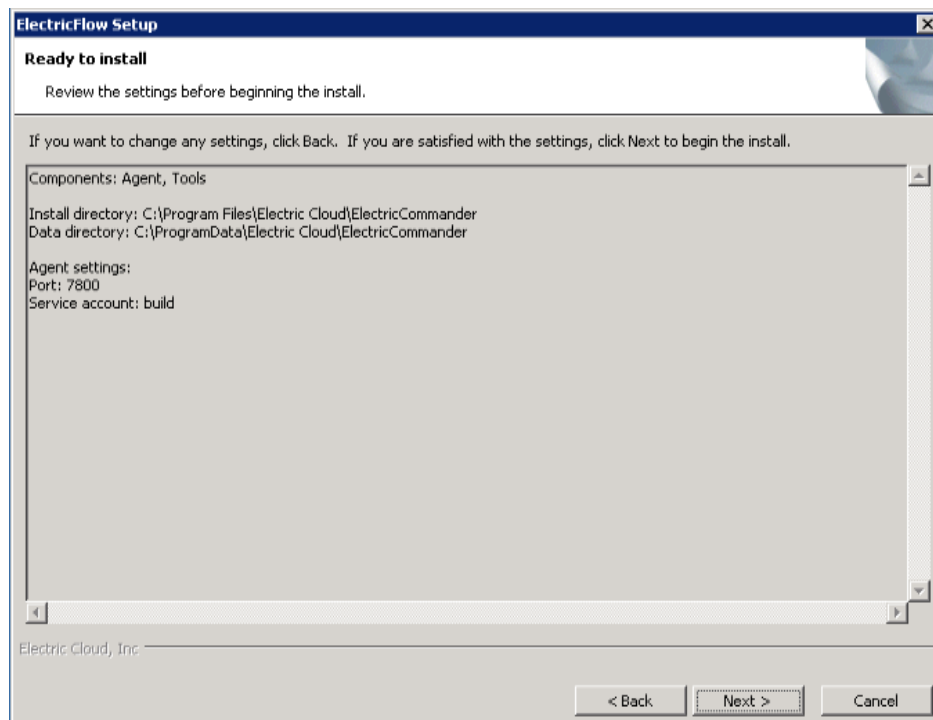 ElectricFlow Setup
Ready to install
Review the settings before beginning the install.
If you want to change any settings, click Back.  If you are satisfied with the settings, click Next to begin the install.
Components: Agent, Tools
Install directory: C:\Program Files\Electric Cloud\ElectricCommander
Data directory: C:\ProgramData\Electric Cloud\ElectricCommander
Agent settings:
Port: 7800
Service account: build
Electric Cloud, Inc
< Back Next > Cancel